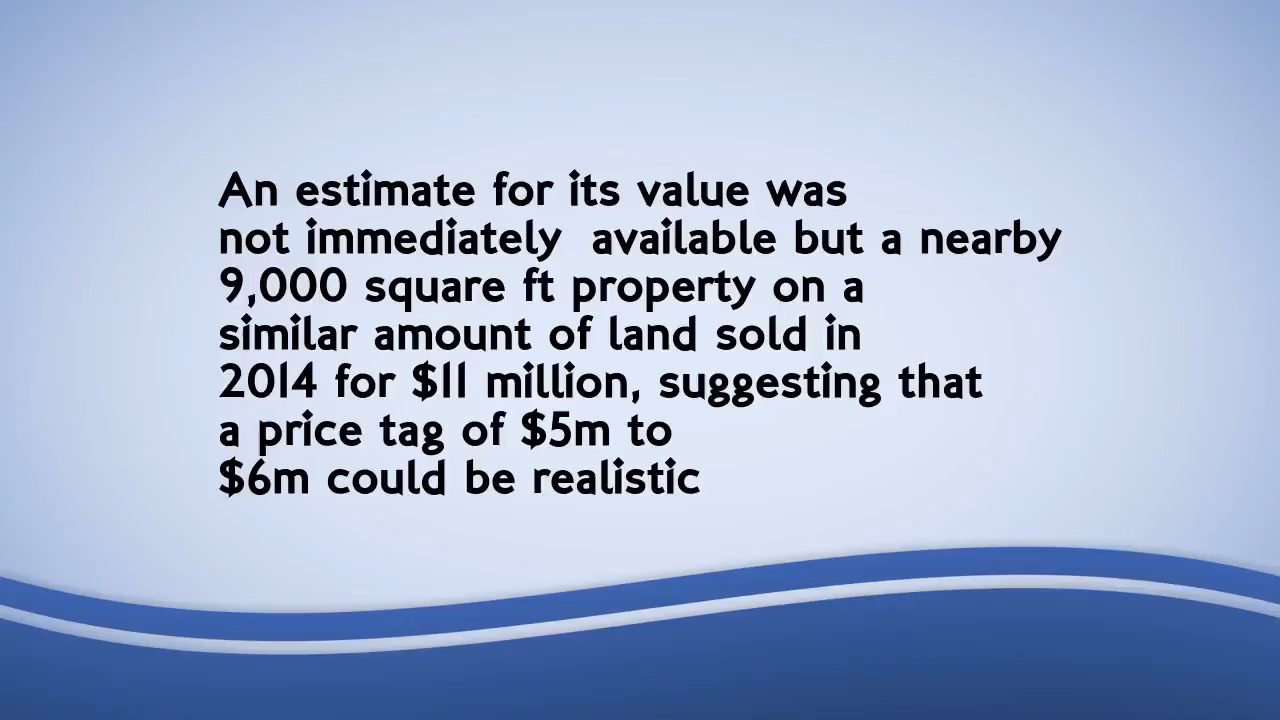 An estimate for its value was
not immediately  available but a nearby
9,000 square ft property on a
similar amount of land sold in
2014 for $11 million, suggesting that
a price tag of $5m to
$6m could be realistic